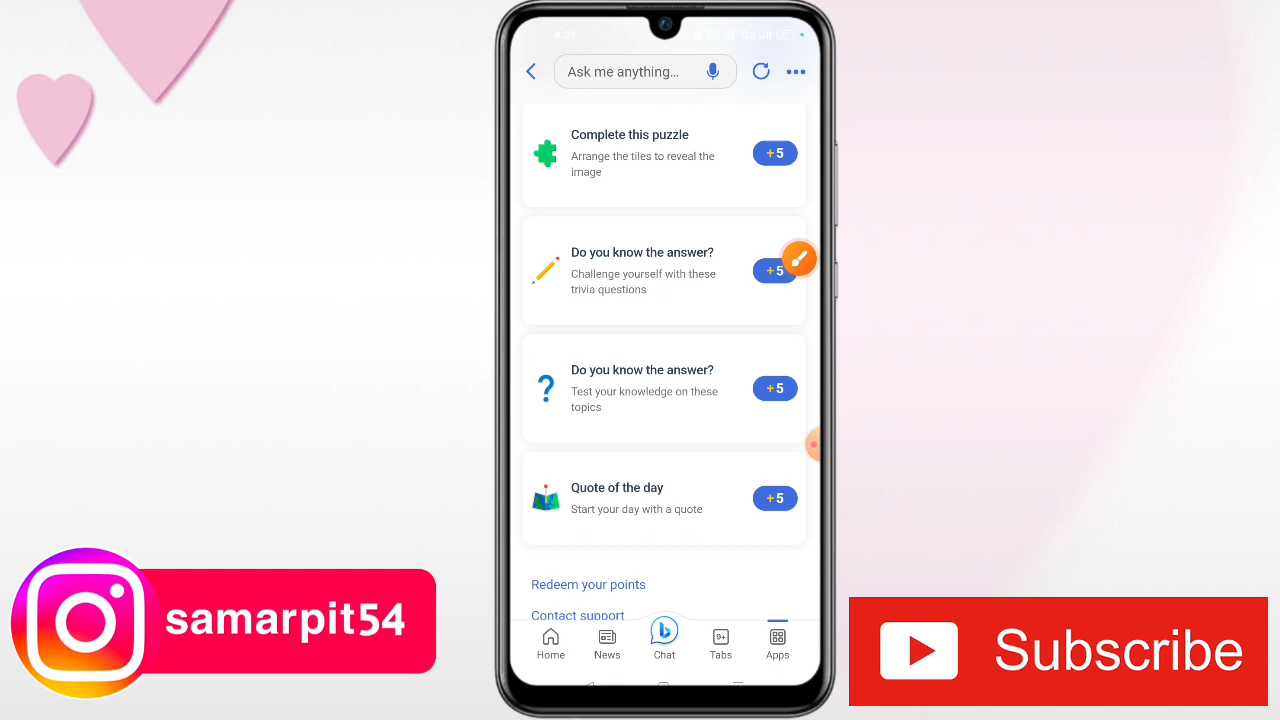 4:03
Ask me anything...
Complete this puzzle
Arrange the tiles to reveal the
image
+5
Do you know the answer?
Challenge yourself with these
trivia questions
+5
Do you know the answer?
Test your knowledge on these
topics
+5
Quote of the day
Start your day with a quote
+5
Redeem your points
Contact support
9+
Home News Chat Tabs Apps
samarpit54
Subscribe